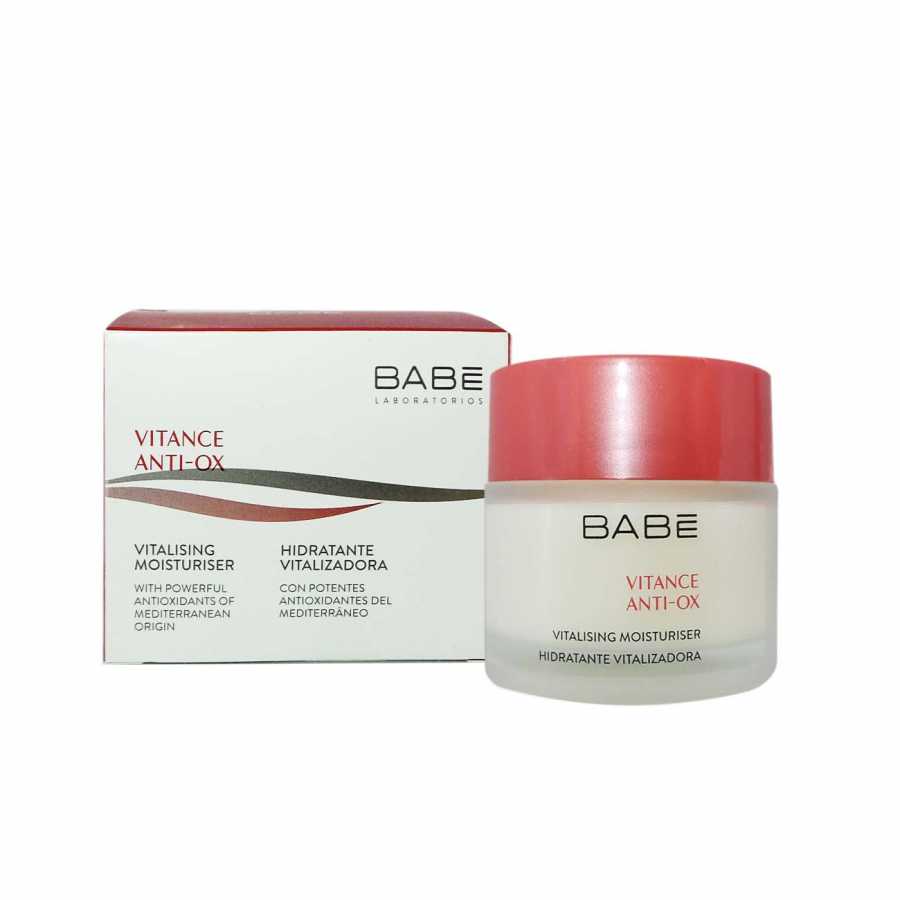 BABĒ
LABORATORIOS
VITANCE
ANTI-OX
VITALISING
MOISTURISER
WITH POWERFUL
ANTIOXIDANTS OF
MEDITERRANEAN
ORIGIN
HIDRATANTE
VITALIZADORA
CON POTENTES
ANTIOXIDANTES DEL
MEDITERRÁNEO
BABĒ
VITANCE
ANTI-OX
VITALISING MOISTURISER
HIDRATANTE VITALIZADORA